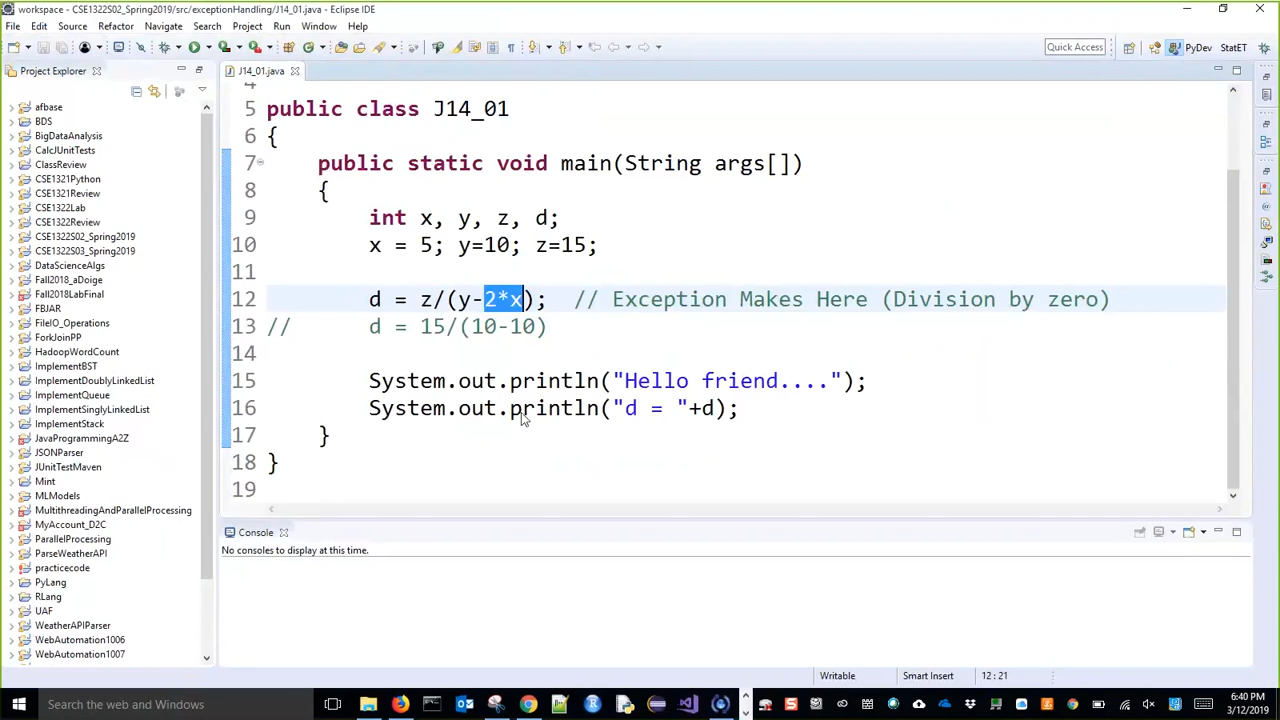 workspace - CSE1322S02_Spring2019/src/exceptionHandling/J14_01.java - Eclipse IDE
File Edit Source Refactor Navigate Search Project Run Window Help
Quick Access
PyDev
StatET
Project Explorer
afbase
BDS
BigDataAnalysis
CalcJUnitTests
ClassReview
CSE1321Python
CSE1321Review
CSE1322Lab
CSE1322Review
CSE1322S02_Spring2019
CSE1322S03_Spring2019
DataScienceAlgs
Fall2018_aDoige
Fall2018LabFinal
FBJAR
FileIO_Functions
ForkJoinPP
HadoopWordCount
ImplementBST
ImplementDoublyLinkedList
ImplementQueue
ImplementSinglyLinkedList
ImplementStack
JavaProgrammingA2Z
JSONParser
JUnitTestMaven
Mint
MLModels
MultithreadingAndParallelProcessing
MyAccount_D2C
ParallelProcessing
ParseWeatherAPI
practicecode
PyLang
RLang
UAF
WeatherAPIParser
WebAutomation1006
WebAutomation1007
J14_01.java
4
5 public class J14_01
6 {
7 public static void main(String args[])
8 {
9 int x, y, z, d;
10 x = 5; y=10; z=15;
11
12 d = z/(y-2*x); // Exception Makes Here (Division by zero)
13 // d = 15/(10-10)
14
15 System.out.println("Hello friend....");
16 System.out.println("d = "+d);
17 }
18 }
19
Console
No consoles to display at this time.
Writable Smart Insert 12 : 21
Search the web and Windows
6:40 PM
3/12/2019